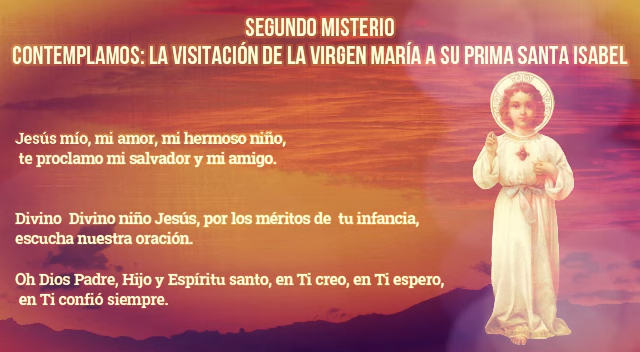 SEGUNDO MISTERIO
CONTEMPLAMOS: LA VISITACIÓN DE LA VIRGEN MARÍA A SU PRIMA SANTA ISABEL
Jesús mío, mi amor, mi hermoso niño,
te proclamo mi salvador y mi amigo.
Divino Divino niño Jesús, por los méritos de tu infancia,
escucha nuestra oración.
Oh Dios Padre, Hijo y Espíritu santo, en Ti creo, en Ti espero,
en Ti confió siempre.